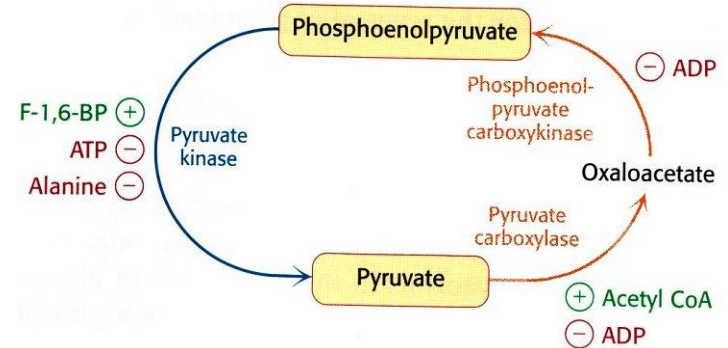 Phosphoenolpyruvate
− ADP
Phosphoenol-
pyruvate
carboxykinase
F-1,6-BP +
ATP −
Alanine −
Pyruvate
kinase
Oxaloacetate
Pyruvate
carboxylase
Pyruvate
+ Acetyl CoA
− ADP